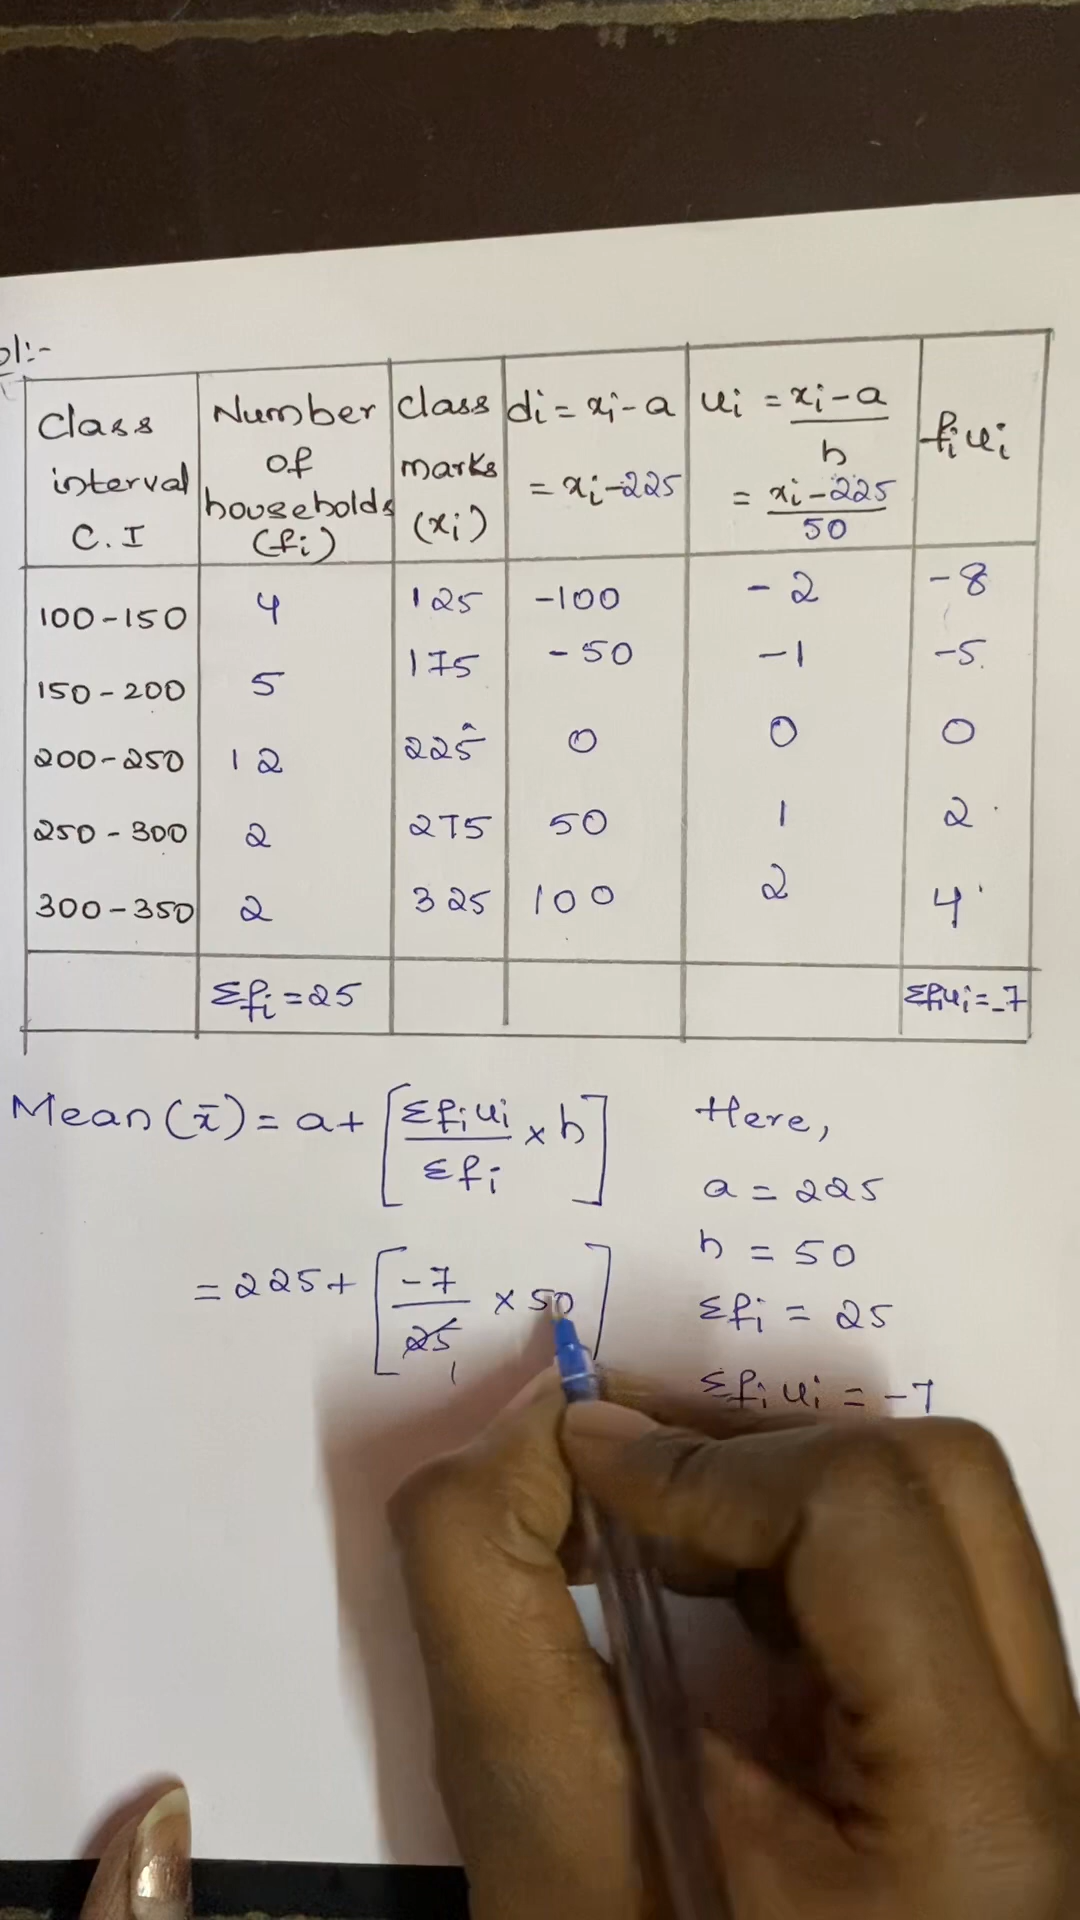 ol:-
Class interval C.I | Number of households (fi) | Class marks (xi) | di = xi - a = xi - 225 | ui = xi - a / h = xi - 225 / 50 | fiui
100-150 | 4 | 125 | -100 | -2 | -8
150-200 | 5 | 175 | -50 | -1 | -5
200-250 | 12 | 225 | 0 | 0 | 0
250-300 | 2 | 275 | 50 | 1 | 2
300-350 | 2 | 325 | 100 | 2 | 4
Σfi = 25 | Σfiui = -7
Mean (x̄) = a + [Σfiui / Σfi × h]
= 225 + [-7 / 25 × 50]
1
Here,
a = 225
h = 50
Σfi = 25
Σfiui = -7